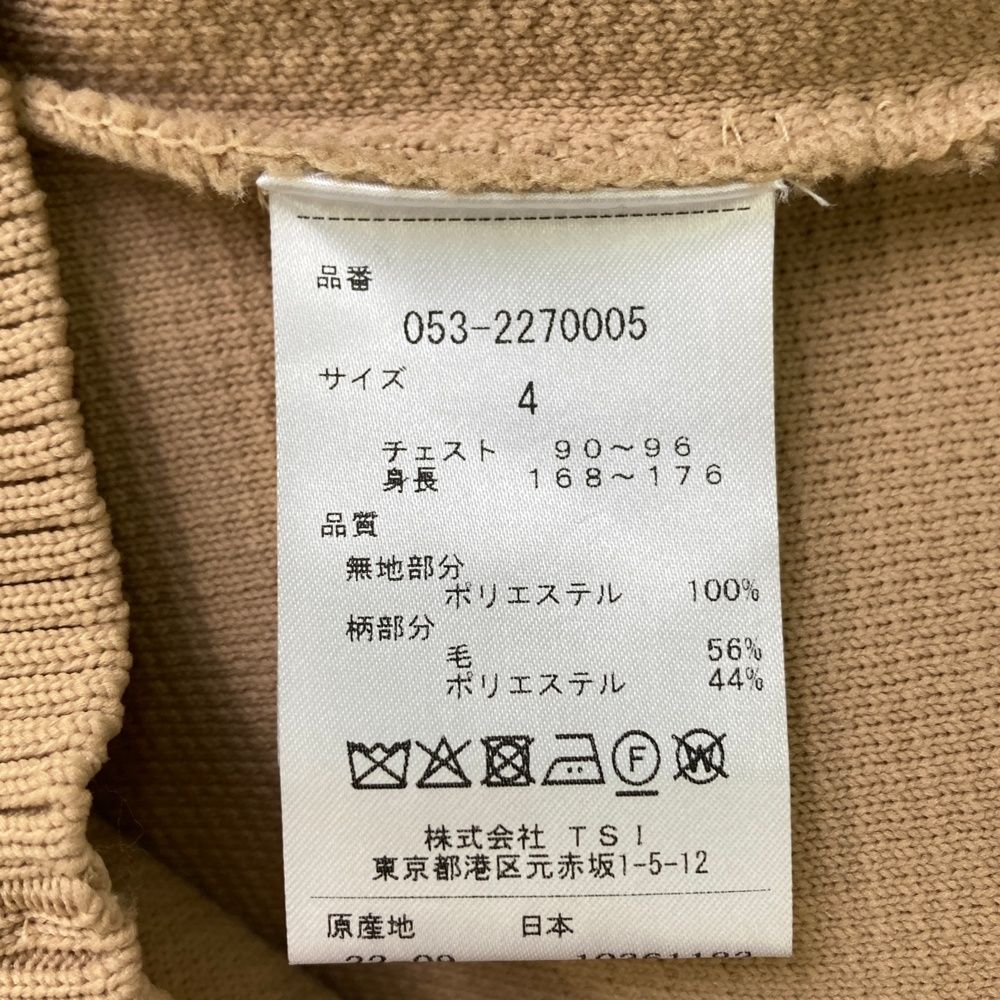 品番
053-2270005
サイズ
4
チェスト 90～96
身長 168～176
品質
無地部分
ポリエステル 100%
柄部分
毛 56%
ポリエステル 44%
F W
株式会社 TSI
東京都港区元赤坂1-5-12
原産地 日本